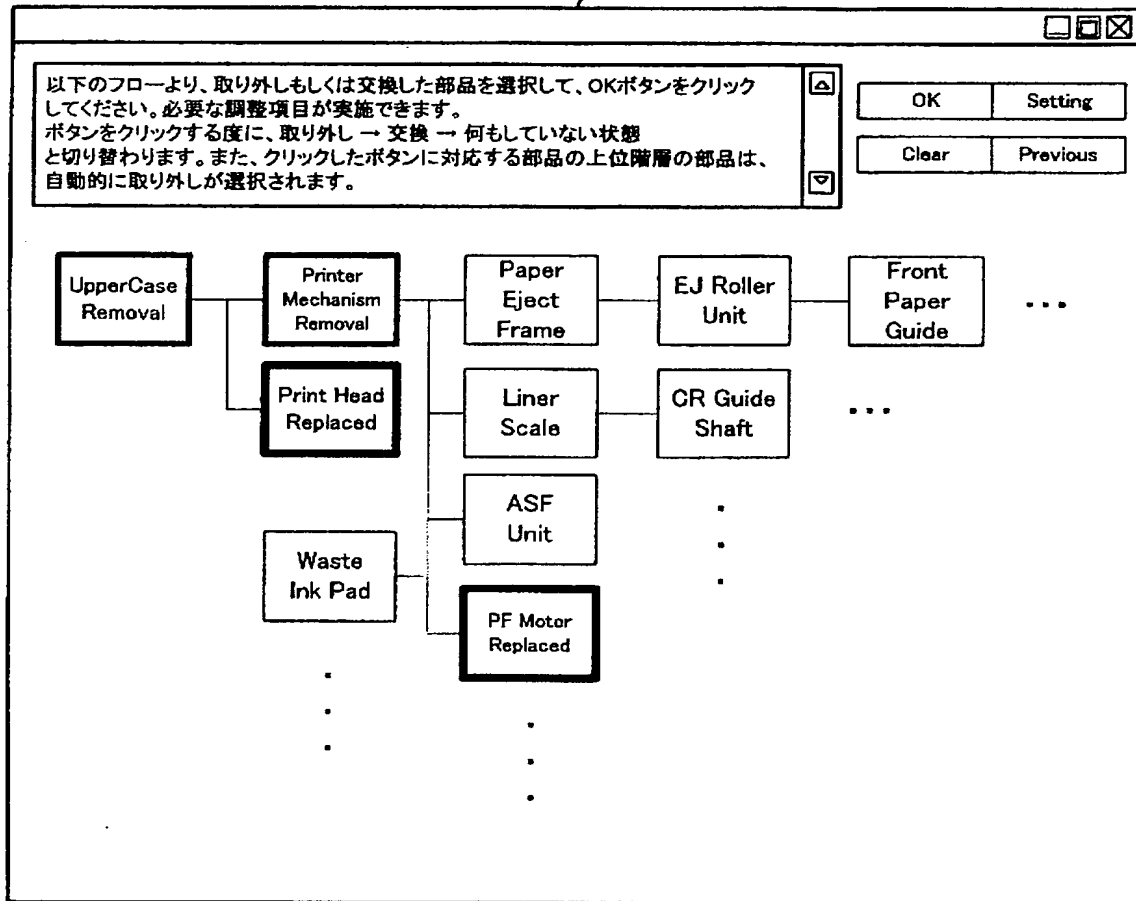 以下のフローより、取り外しもしくは交換した部品を選択して、OKボタンをクリック
してください。必要な調整項目が実施できます。
ボタンをクリックする度に、取り外し → 交換 → 何もしていない状態
と切り替わります。また、クリックしたボタンに対応する部品の上位階層の部品は、
自動的に取り外しが選択されます。
OK
Setting
Clear
Previous
UpperCase
Removal
Printer
Mechanism
Removal
Paper
Eject
Frame
EJ Roller
Unit
Front
Paper
Guide
Print Head
Replaced
Liner
Scale
CR Guide
Shaft
ASF
Unit
Waste
Ink Pad
PF Motor
Replaced